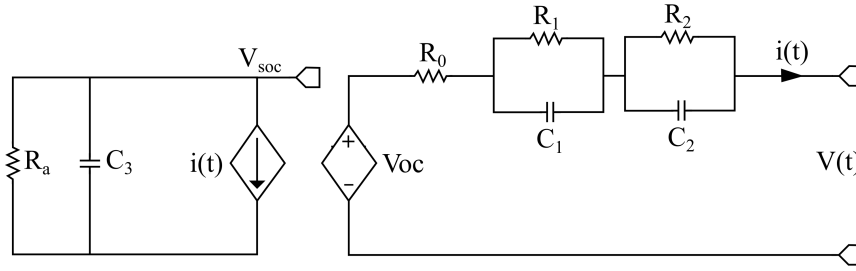 R₁
R₂
R₀
i(t)
Vsoc
C₁
C₂
Rₐ
C₃
i(t)
+
Voc
−
V(t)